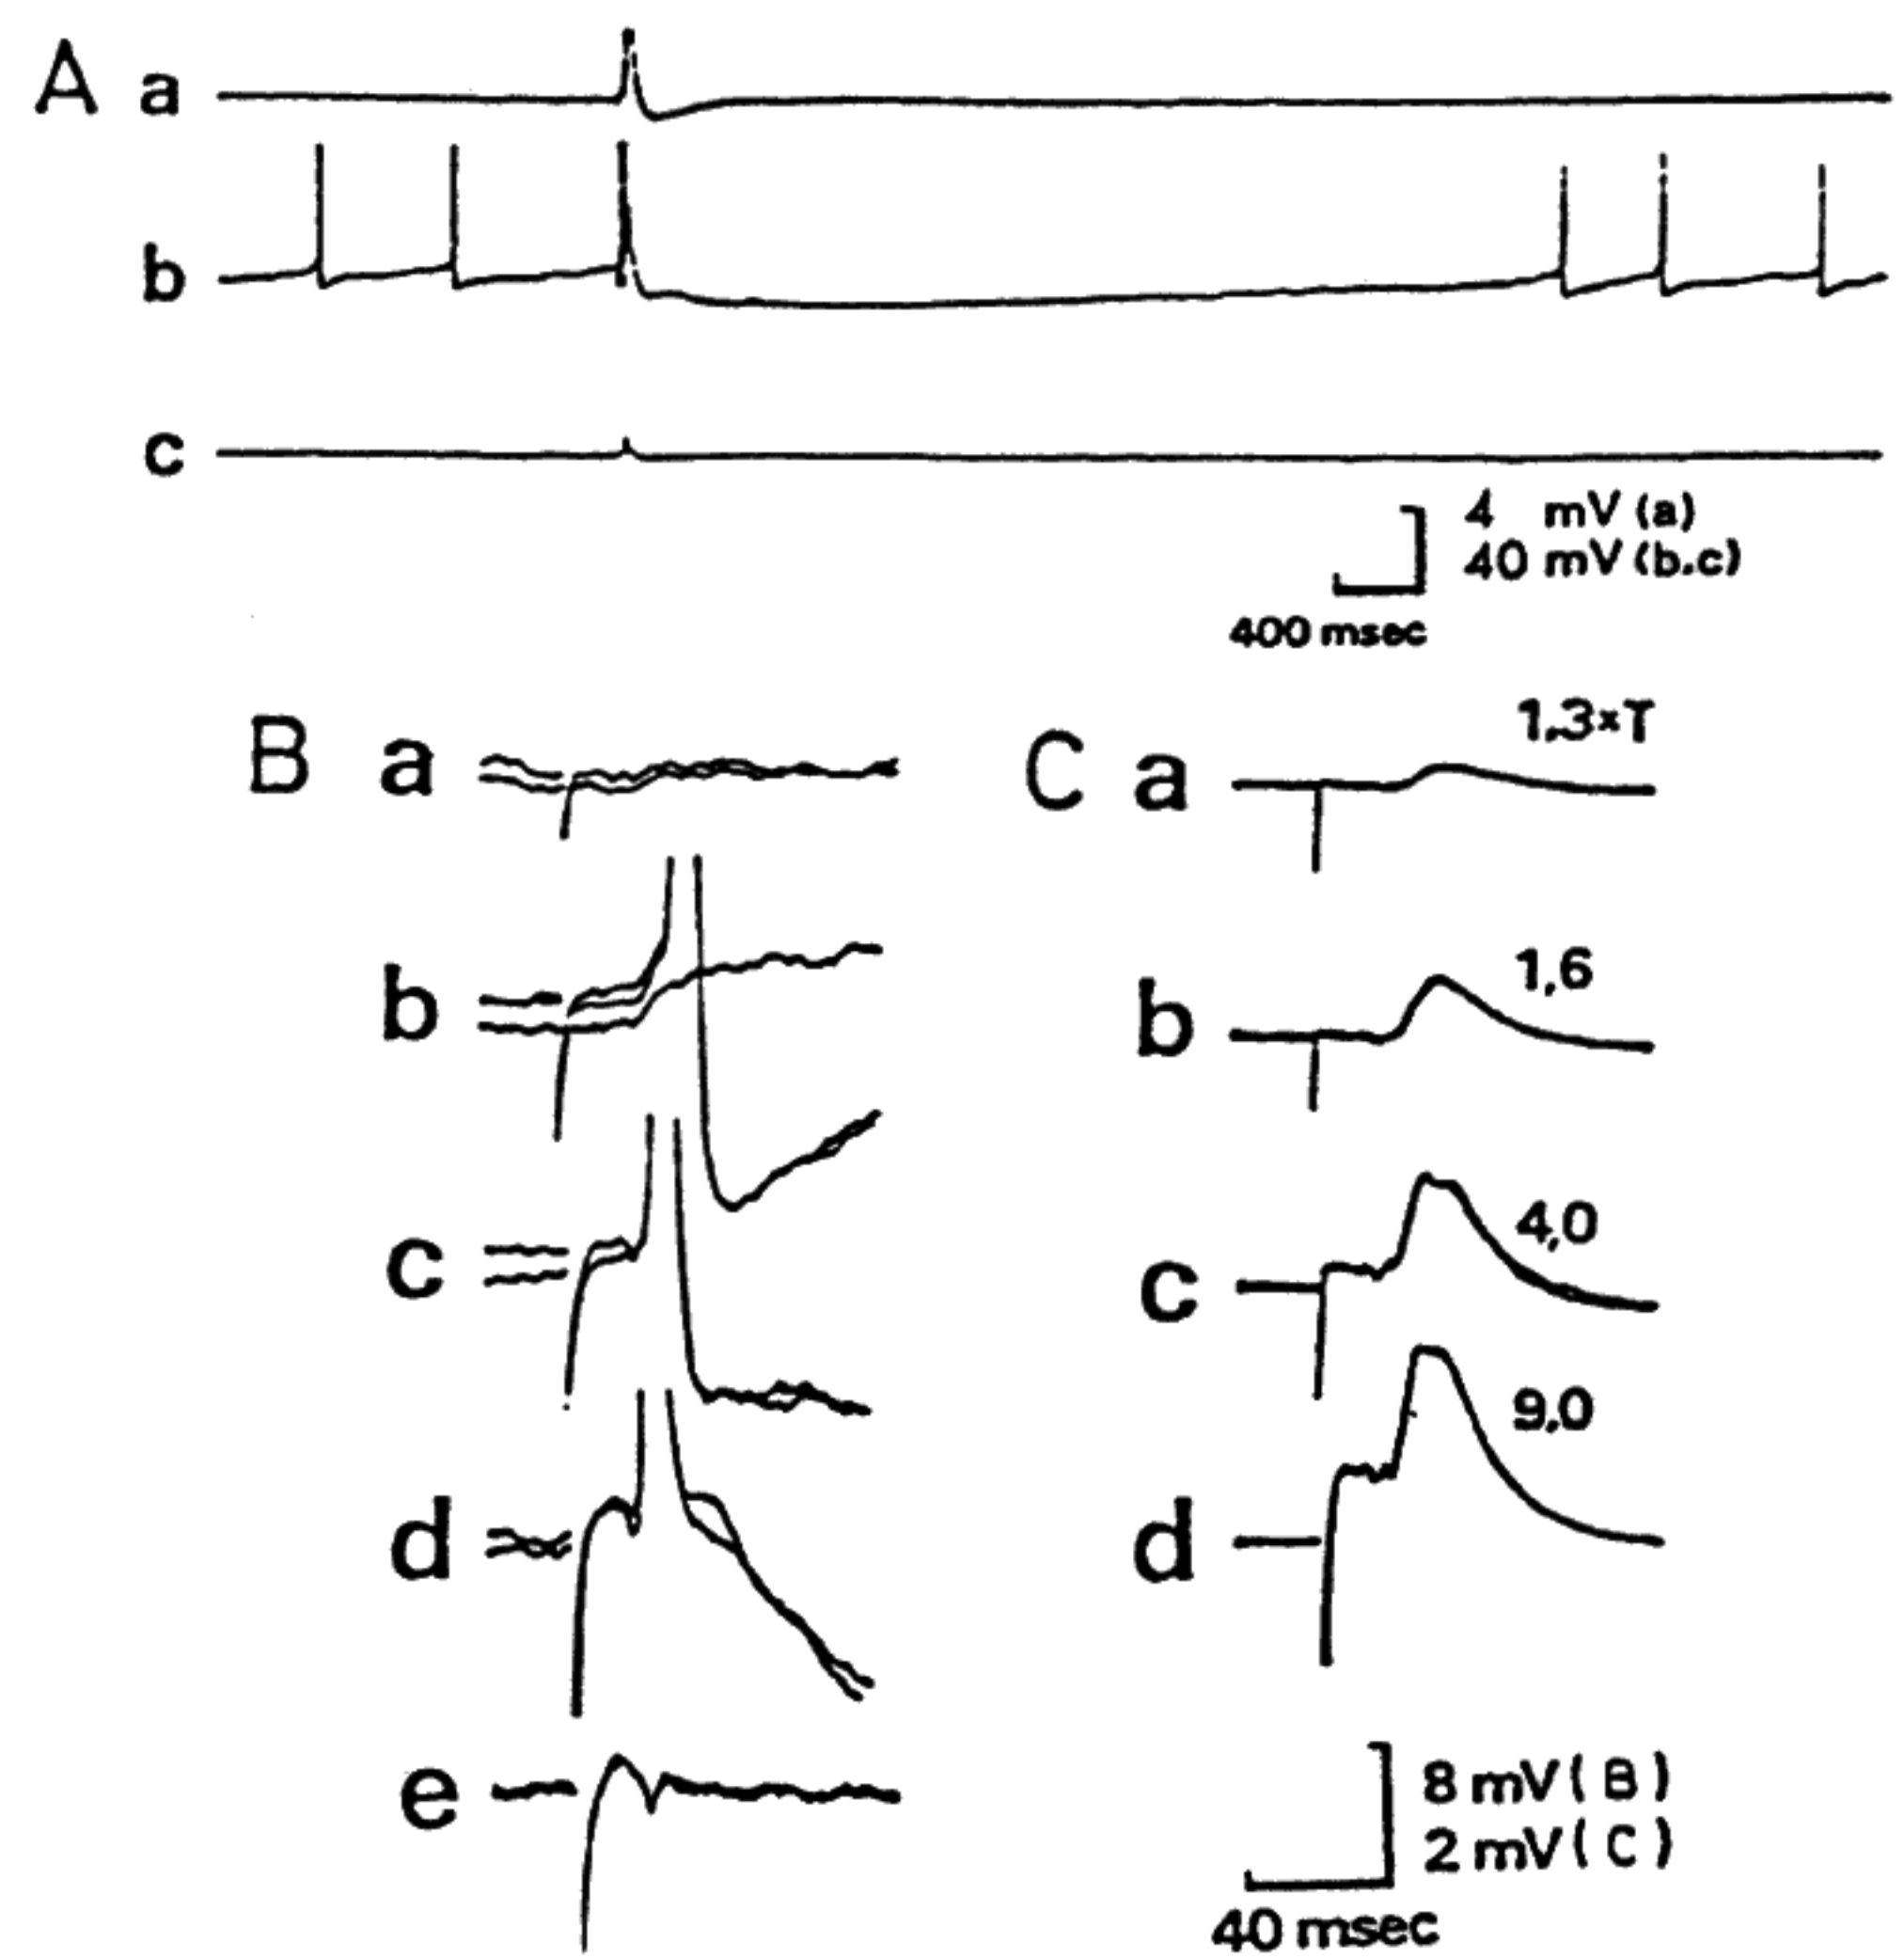 A a
b
c
4 mV (a)
40 mV (b.c)
400 msec
B a
C a
1,3×T
b
b
1,6
c
c
4,0
d
d
9,0
e
8 mV ( B )
2 mV ( C )
40 msec